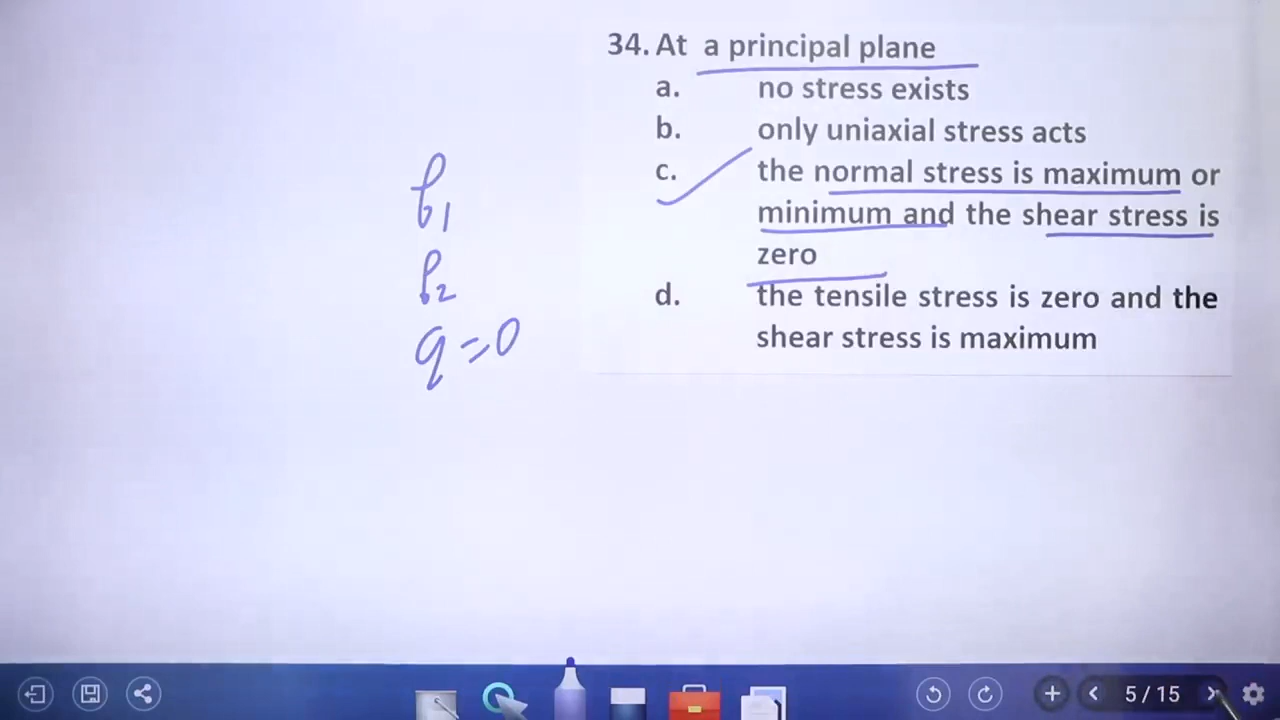 34. At a principal plane
a. no stress exists
b. only uniaxial stress acts
c. the normal stress is maximum or
minimum and the shear stress is
zero
d. the tensile stress is zero and the
shear stress is maximum
p1
p2
q = 0
5 / 15